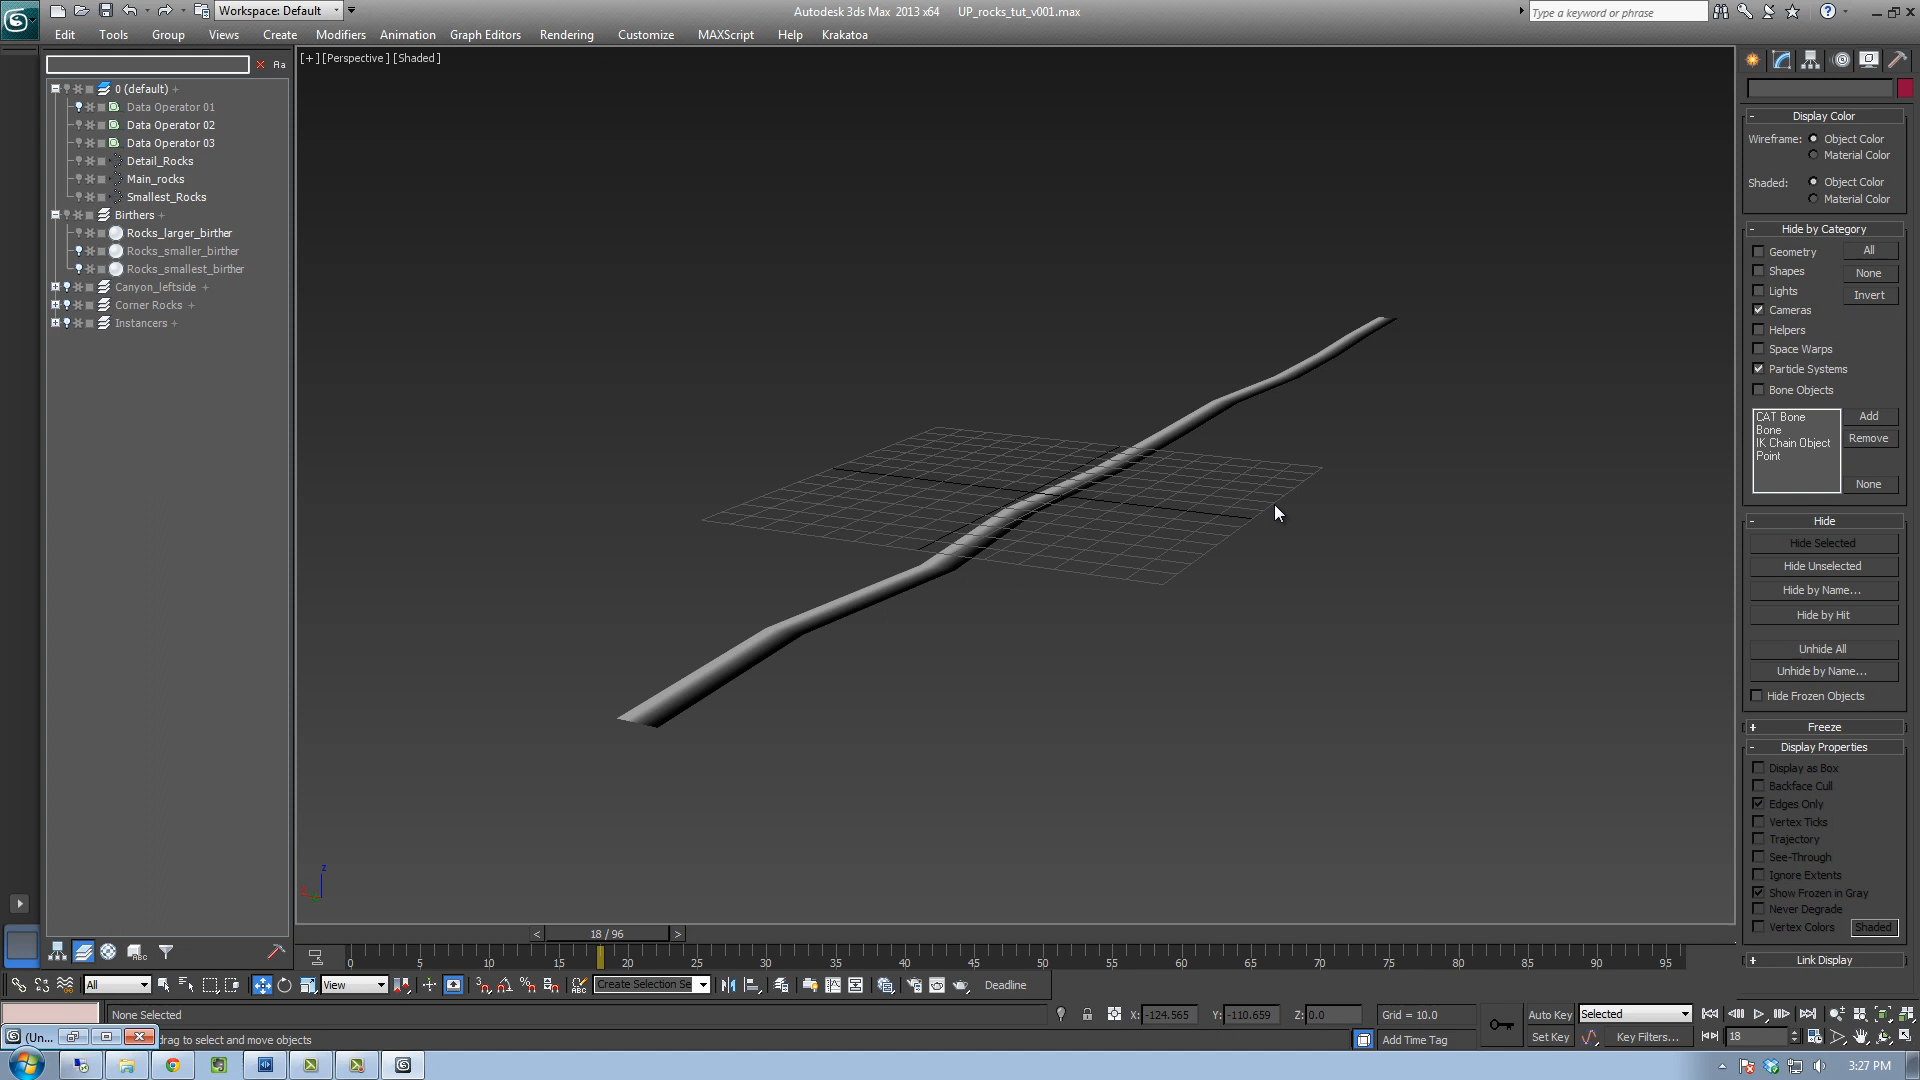 Workspace: Default
Autodesk 3ds Max 2013 x64 UP_rocks_tut_v001.max
Type a keyword or phrase
Edit Tools Group Views Create Modifiers Animation Graph Editors Rendering Customize MAXScript Help Krakatoa
Aa
0 (default) +
Data Operator 01
Data Operator 02
Data Operator 03
Detail_Rocks
Main_rocks
Smallest_Rocks
Birthers +
Rocks_larger_birther
Rocks_smaller_birther
Rocks_smallest_birther
Canyon_leftside +
Corner Rocks +
Instancers +
[+] [Perspective ] [Shaded ]
z
Display Color
Wireframe: Object Color
Material Color
Shaded: Object Color
Material Color
Hide by Category
Geometry All
Shapes None
Lights Invert
Cameras
Helpers
Space Warps
Particle Systems
Bone Objects
CAT Bone Add
Bone
IK Chain Object Remove
Point
None
Hide
Hide Selected
Hide Unselected
Hide by Name...
Hide by Hit
Unhide All
Unhide by Name...
Hide Frozen Objects
+ Freeze
Display Properties
Display as Box
Backface Cull
Edges Only
Vertex Ticks
Trajectory
See-Through
Ignore Extents
Show Frozen in Gray
Never Degrade
Vertex Colors Shaded
+ Link Display
< 18 / 96 >
0 5 10 15 20 25 30 35 40 45 50 55 60 65 70 75 80 85 90 95
All View Create Selection Se Deadline
None Selected X: -124.565 Y: -110.659 Z: 0.0 Grid = 10.0 Auto Key Selected
(Un... drag to select and move objects Add Time Tag Set Key Key Filters... 18
3:27 PM